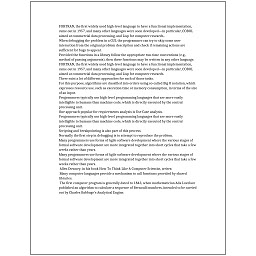 FORTRAN, the first widely used high-level language to have a functional implementation,
came out in 1957, and many other languages were soon developed—in particular, COBOL
aimed at commercial data processing, and Lisp for computer research.
When debugging the problem in a GUI, the programmer can try to skip some user
interaction from the original problem description and check if remaining actions are
sufficient for bugs to appear.
Provided the functions in a library follow the appropriate run-time conventions (e.g.,
method of passing arguments), then these functions may be written in any other language.
FORTRAN, the first widely used high-level language to have a functional implementation,
came out in 1957, and many other languages were soon developed—in particular, COBOL
aimed at commercial data processing, and Lisp for computer research.
There exist a lot of different approaches for each of those tasks.
For this purpose, algorithms are classified into orders using so-called Big O notation, which
expresses resource use, such as execution time or memory consumption, in terms of the size
of an input.
Programmers typically use high-level programming languages that are more easily
intelligible to humans than machine code, which is directly executed by the central
processing unit.
One approach popular for requirements analysis is Use Case analysis.
Programmers typically use high-level programming languages that are more easily
intelligible to humans than machine code, which is directly executed by the central
processing unit.
Scripting and breakpointing is also part of this process.
Normally the first step in debugging is to attempt to reproduce the problem.
Many programmers use forms of Agile software development where the various stages of
formal software development are more integrated together into short cycles that take a few
weeks rather than years.
Many programmers use forms of Agile software development where the various stages of
formal software development are more integrated together into short cycles that take a few
weeks rather than years.
Allen Downey, in his book How To Think Like A Computer Scientist, writes:
Many computer languages provide a mechanism to call functions provided by shared
libraries.
The first computer program is generally dated to 1843, when mathematician Ada Lovelace
published an algorithm to calculate a sequence of Bernoulli numbers, intended to be carried
out by Charles Babbage's Analytical Engine.